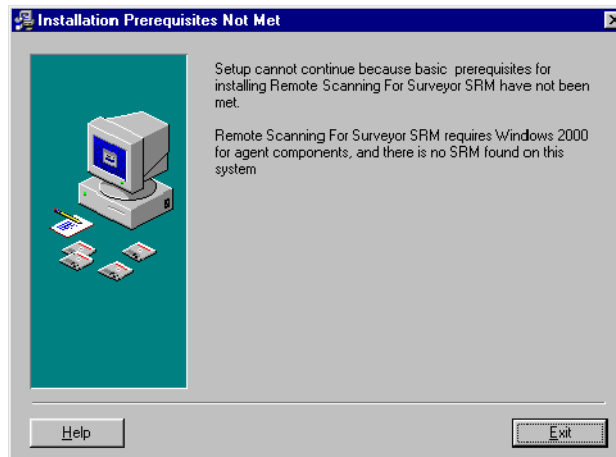 Installation Prerequisites Not Met
Setup cannot continue because basic prerequisites for
installing Remote Scanning For Surveyor SRM have not been
met.
Remote Scanning For Surveyor SRM requires Windows 2000
for agent components, and there is no SRM found on this
system
Help
Exit